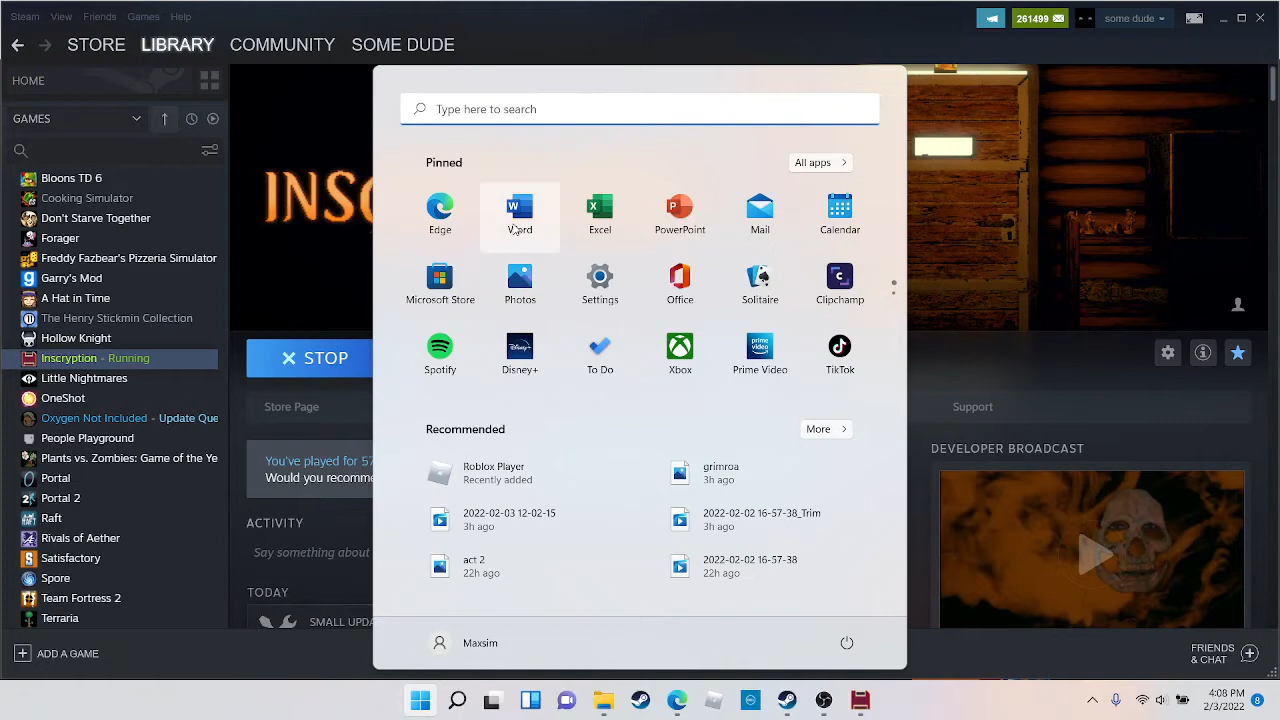 Steam View Friends Games Help
261499
some dude
STORE LIBRARY COMMUNITY SOME DUDE
HOME
GAMES
Bloons TD 6
Cooking Simulator
Don't Starve Together
Forager
Freddy Fazbear's Pizzeria Simulator
Garry's Mod
A Hat in Time
The Henry Stickmin Collection
Hollow Knight
Inscryption - Running
Little Nightmares
OneShot
Oxygen Not Included - Update Que
People Playground
Plants vs. Zombies: Game of the Ye
Portal
Portal 2
Raft
Rivals of Aether
Satisfactory
Spore
Team Fortress 2
Terraria
ADD A GAME
INSC
STOP
Store Page
You've played for 57
Would you recomme
ACTIVITY
Say something about
TODAY
SMALL UPDA
Type here to search
Pinned
All apps
Edge
Word
Excel
PowerPoint
Mail
Calendar
Microsoft Store
Photos
Settings
Office
Solitaire
Clipchamp
Spotify
Disney+
To Do
Xbox
Prime Video
TikTok
Recommended
More
Roblox Player
Recently added
grimroa
3h ago
2022-02-03 12-02-15
3h ago
2022-02-02 16-57-38_Trim
3h ago
act 2
22h ago
2022-02-02 16-57-38
22h ago
Maxsim
Support
DEVELOPER BROADCAST
FRIENDS
& CHAT
4:08 PM
2/3/2022
8